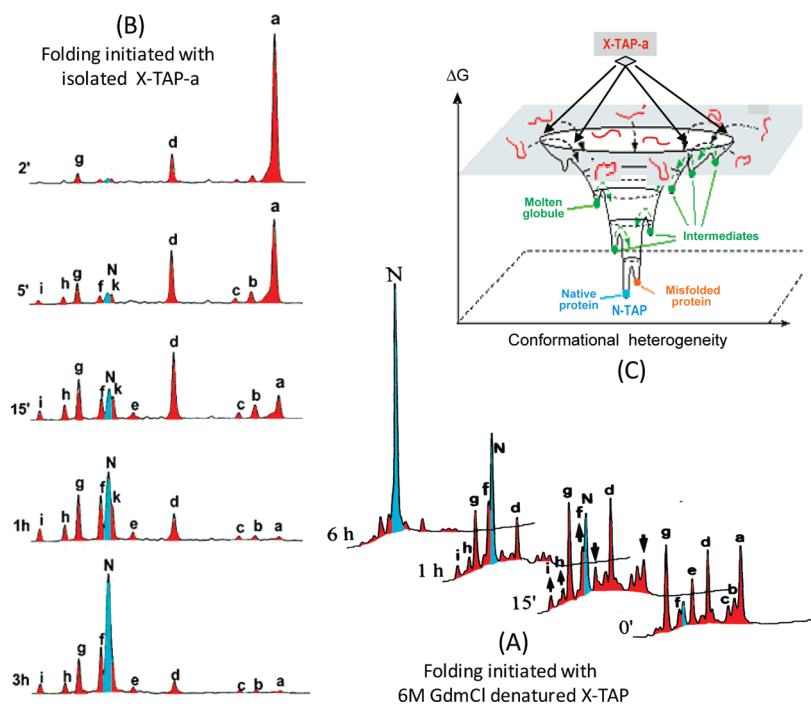 (B)
Folding initiated with
isolated X-TAP-a
a
d
g
2'
a
d
g
N
i h f k c b
5'
d
g
N
a
i h f k e c b
15'
N
g
f k d
i h e c b a
1h
N
f
g
i h e d c b a
3h
X-TAP-a
ΔG
Molten
globule
Intermediates
Native
protein
Misfolded
protein
N-TAP
Conformational heterogeneity
(C)
N
6 h
N
g f d
i h
1 h
g f N d
i h
15'
g e d a
f c b
0'
(A)
Folding initiated with
6M GdmCl denatured X-TAP